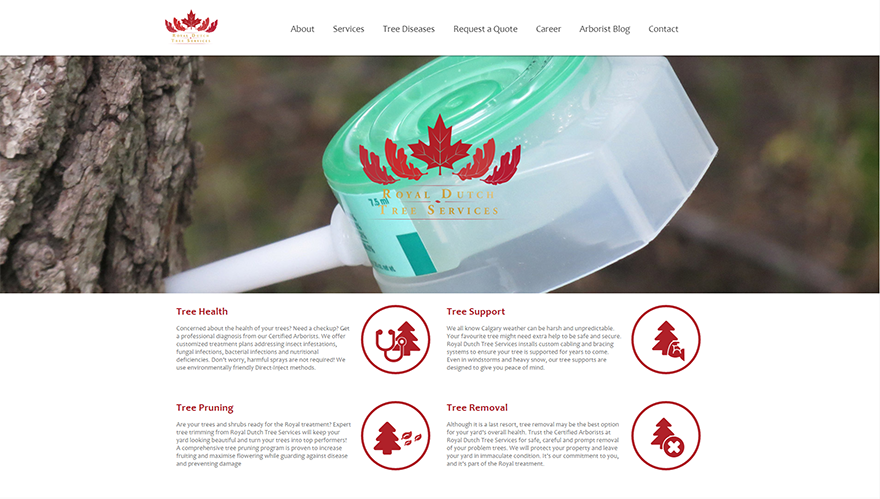 ROYAL DUTCH
TREE SERVICES
About Services Tree Diseases Request a Quote Career Arborist Blog Contact
7.5 ml
ROYAL DUTCH
TREE SERVICES
Tree Health
Concerned about the health of your trees? Need a checkup? Get
a professional diagnosis from our Certified Arborists. We offer
customized treatment plans addressing insect infestations,
fungal infections, bacterial infections and nutritional
deficiencies. Don't worry, harmful sprays are not required! We
use environmentally friendly Direct-Inject methods.
Tree Support
We all know Calgary weather can be harsh and unpredictable.
Your favourite tree might need extra help to be safe and secure.
Royal Dutch Tree Services installs custom cabling and bracing
systems to ensure your tree is supported for years to come.
Even in windstorms and heavy snow, our tree supports are
designed to give you peace of mind.
Tree Pruning
Are your trees and shrubs ready for the Royal treatment? Expert
tree trimming from Royal Dutch Tree Services will keep your
yard looking beautiful and turn your trees into top performers!
A comprehensive tree pruning program is proven to increase
fruiting and maximise flowering while guarding against disease
and preventing damage
Tree Removal
Although it is a last resort, tree removal may be the best option
for your yard's overall health. Trust the Certified Arborists at
Royal Dutch Tree Services for safe, careful and prompt removal
of your problem trees. We will protect your property and leave
your yard in immaculate condition. It's our commitment to you,
and it's part of the Royal treatment.